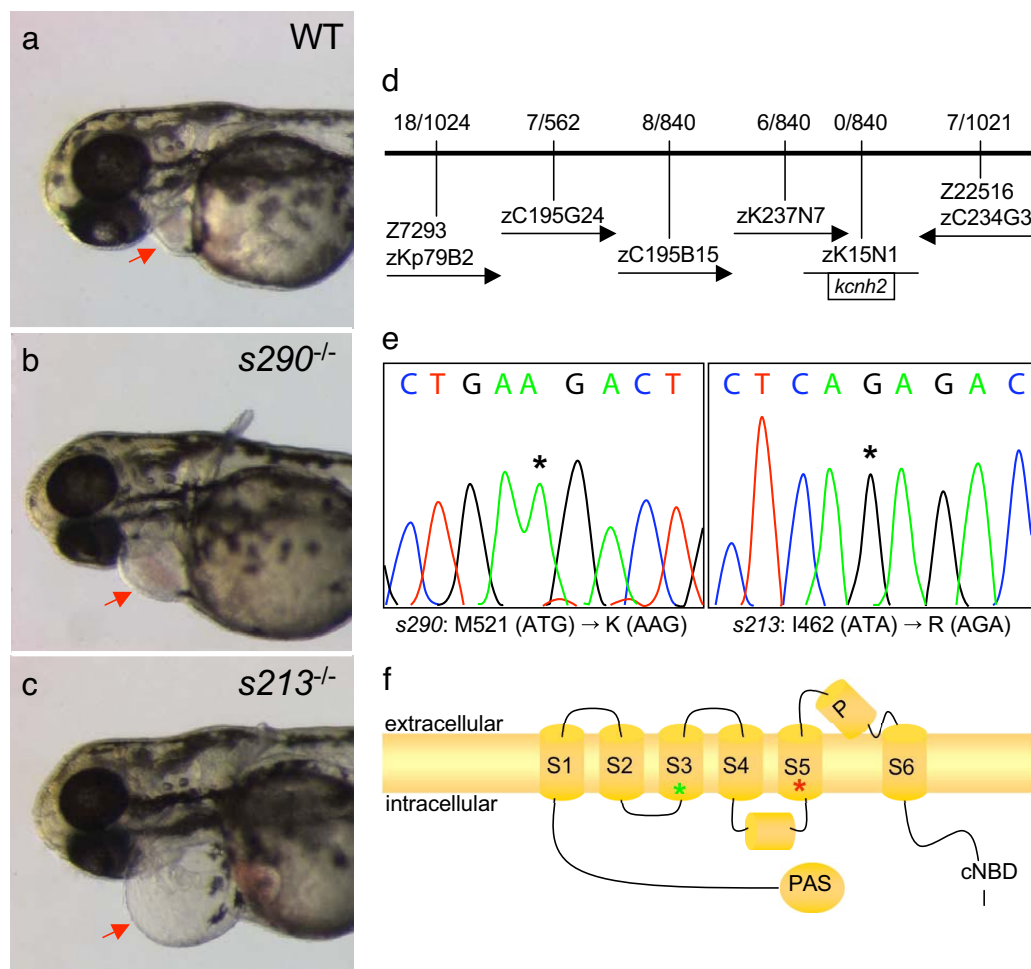 a
WT
b
s290-/-
c
s213-/-
d
18/1024 7/562 8/840 6/840 0/840 7/1021
Z7293
zKp79B2
zC195G24
zC195B15
zK237N7
zK15N1
kcnh2
Z22516
zC234G3
e
C T G A A G A C T
*
s290: M521 (ATG) → K (AAG)
C T C A G A G A C
*
s213: I462 (ATA) → R (AGA)
f
extracellular
intracellular
S1 S2 S3 S4 S5 P S6
* *
PAS
cNBD